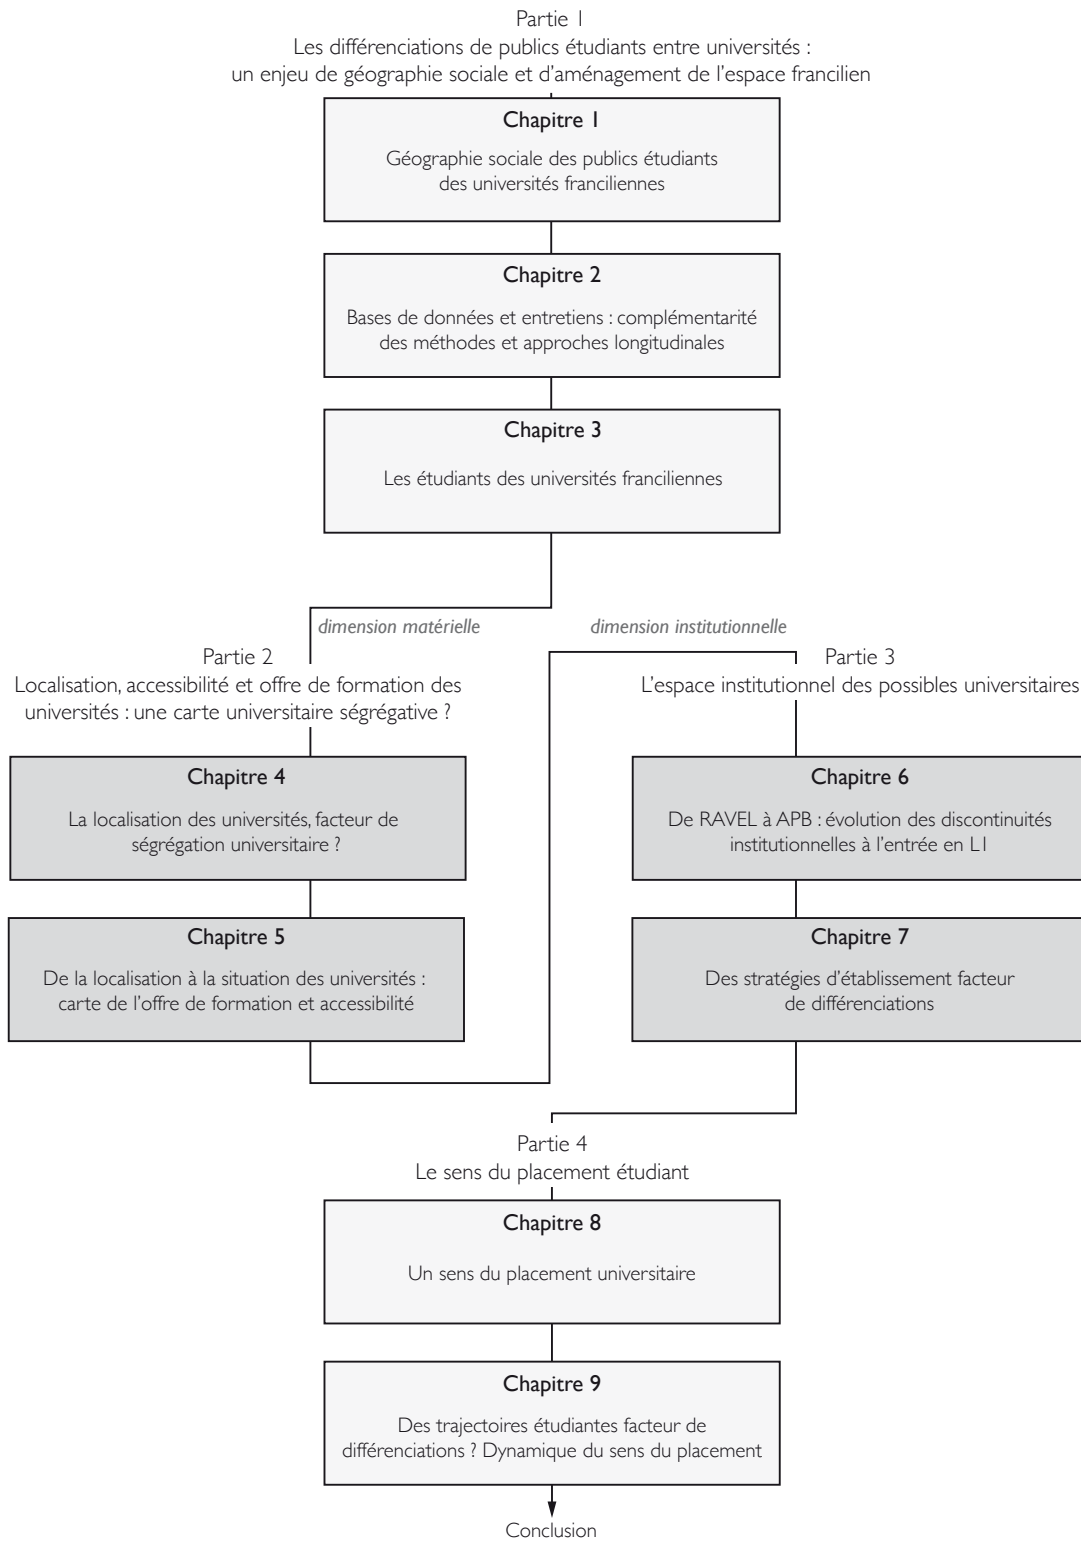 Partie 1
Les différenciations de publics étudiants entre universités :
un enjeu de géographie sociale et d'aménagement de l'espace francilien
Chapitre 1
Géographie sociale des publics étudiants
des universités franciliennes
Chapitre 2
Bases de données et entretiens : complémentarité
des méthodes et approches longitudinales
Chapitre 3
Les étudiants des universités franciliennes
dimension matérielle
Partie 2
Localisation, accessibilité et offre de formation des
universités : une carte universitaire ségrégative ?
Chapitre 4
La localisation des universités, facteur de
ségrégation universitaire ?
Chapitre 5
De la localisation à la situation des universités :
carte de l'offre de formation et accessibilité
dimension institutionnelle
Partie 3
L'espace institutionnel des possibles universitaires
Chapitre 6
De RAVEL à APB : évolution des discontinuités
institutionnelles à l'entrée en L1
Chapitre 7
Des stratégies d'établissement facteur
de différenciations
Partie 4
Le sens du placement étudiant
Chapitre 8
Un sens du placement universitaire
Chapitre 9
Des trajectoires étudiantes facteur de
différenciations ? Dynamique du sens du placement
Conclusion